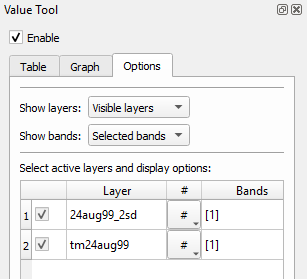 Value Tool
Enable
Table Graph Options
Show layers: Visible layers
Show bands: Selected bands
Select active layers and display options:
Layer # Bands
1 24aug99_2sd # [1]
2 tm24aug99 # [1]